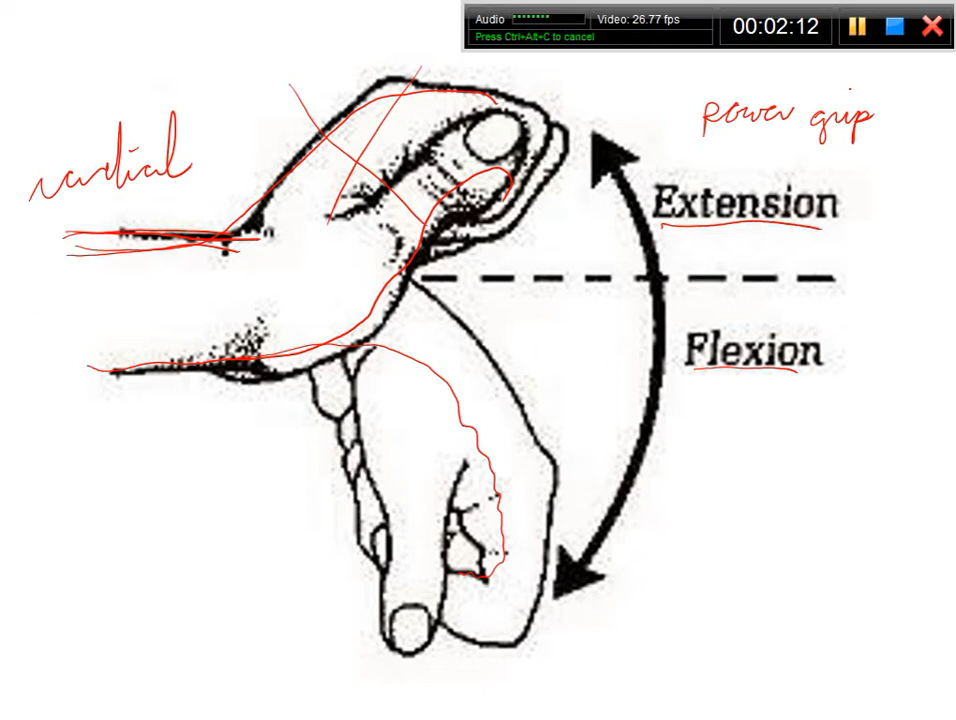 Audio
Video: 26.77 fps
Press Ctrl+Alt+C to cancel
00:02:12
power grip
radial
Extension
Flexion